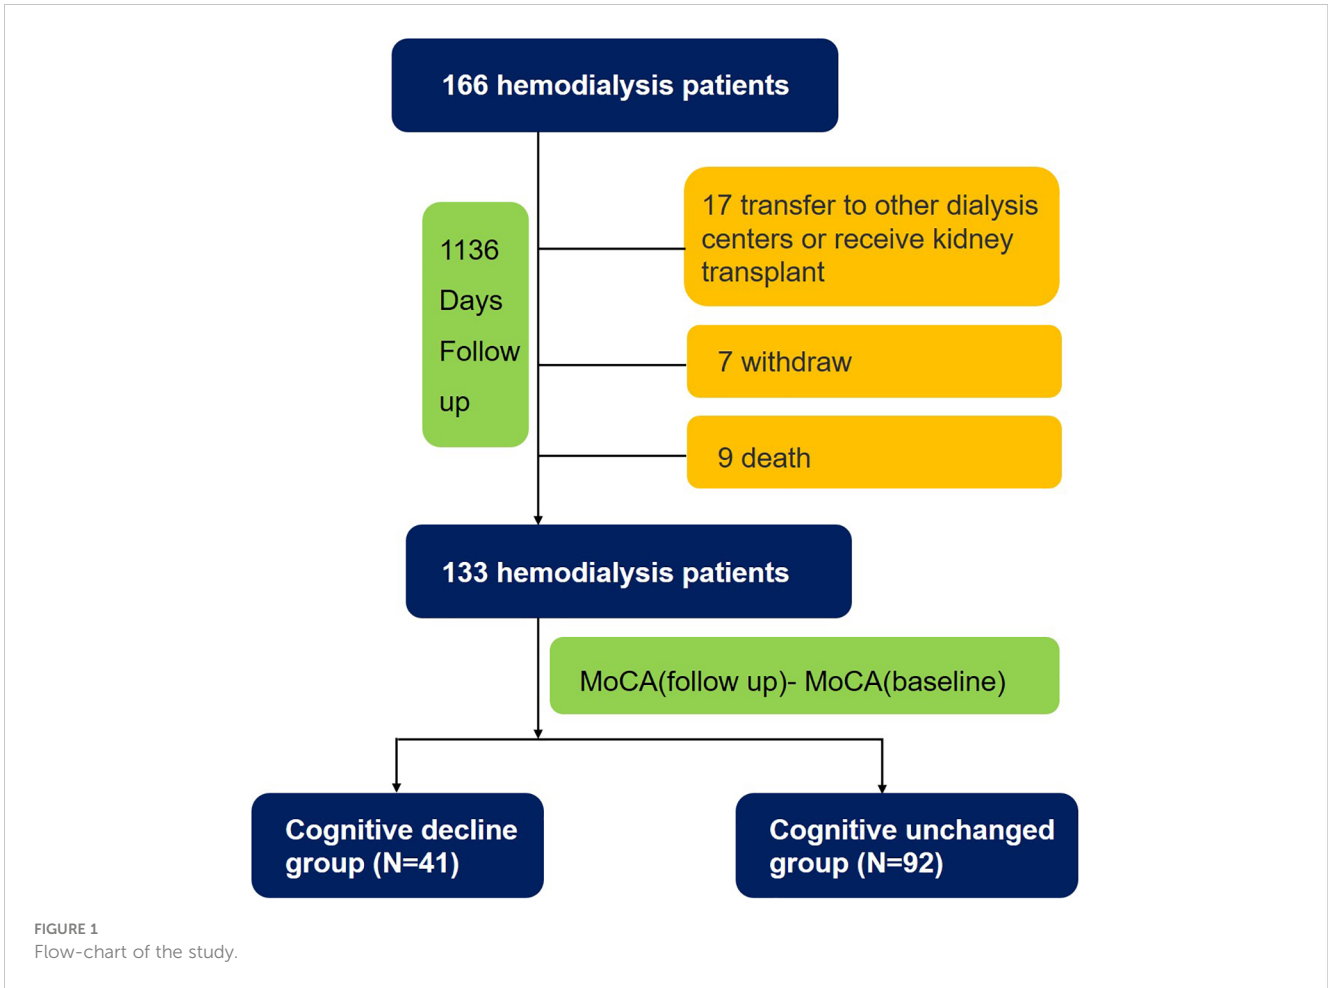 166 hemodialysis patients
17 transfer to other dialysis
centers or receive kidney
transplant
1136
Days
Follow
up
7 withdraw
9 death
133 hemodialysis patients
MoCA(follow up)- MoCA(baseline)
Cognitive decline
group (N=41)
Cognitive unchanged
group (N=92)
FIGURE 1
Flow-chart of the study.